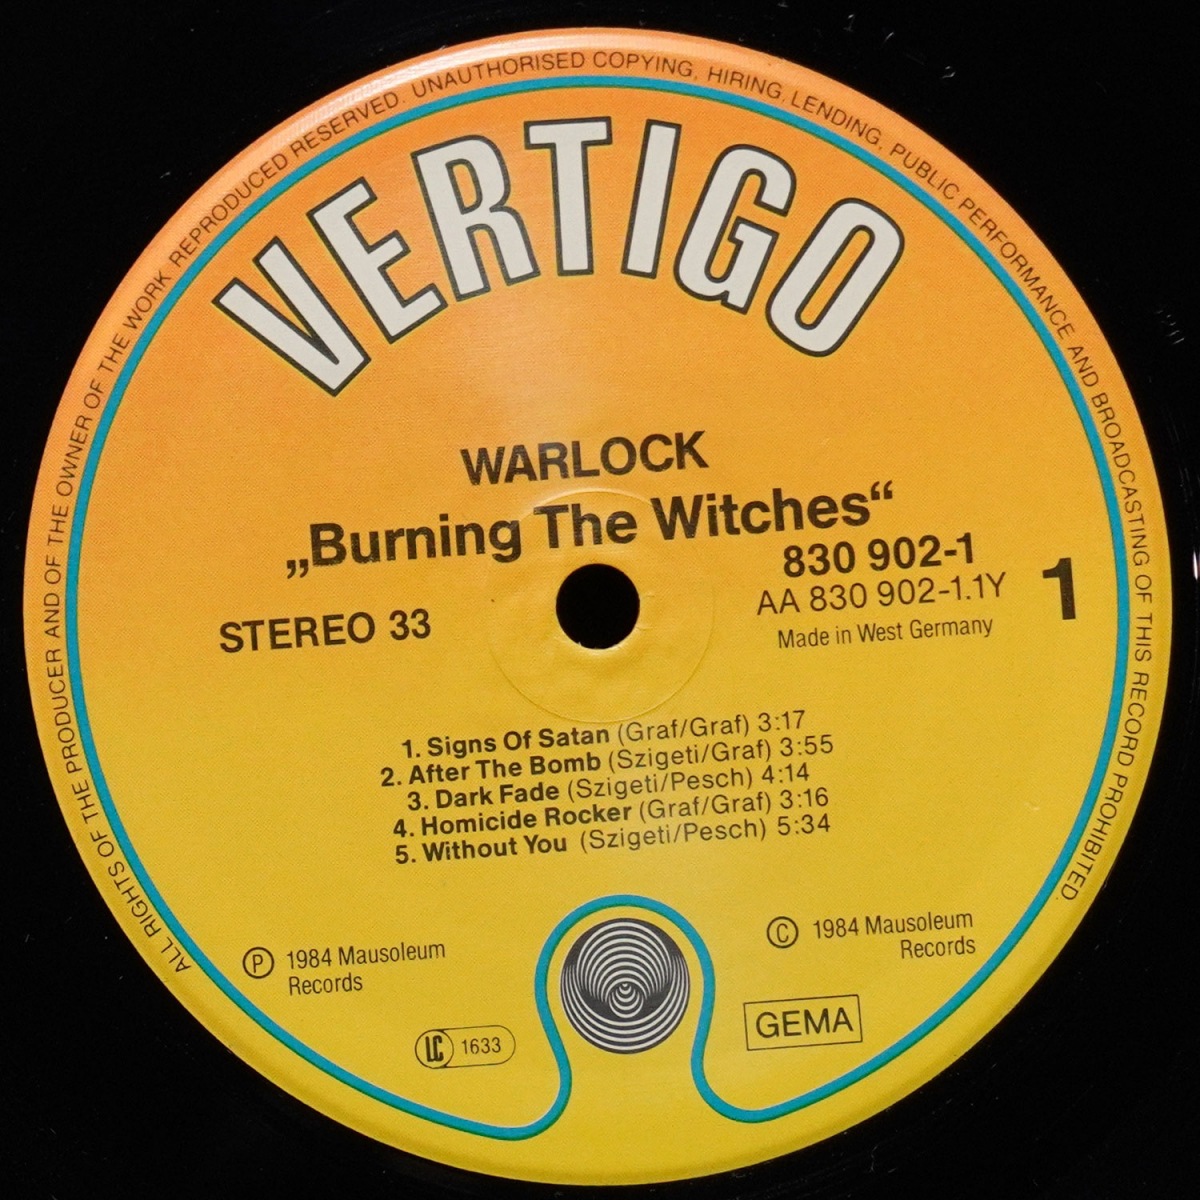 ALL RIGHTS OF THE PRODUCER AND OF THE OWNER OF THE WORK REPRODUCED RESERVED. UNAUTHORISED COPYING, HIRING, LENDING, PUBLIC PERFORMANCE AND BROADCASTING OF THIS RECORD PROHIBITED.
VERTIGO
WARLOCK
„Burning The Witches“
830 902-1
AA 830 902-1.1Y
Made in West Germany
1
STEREO 33
1. Signs Of Satan (Graf/Graf) 3:17
2. After The Bomb (Szigeti/Graf) 3:55
3. Dark Fade (Szigeti/Pesch) 4:14
4. Homicide Rocker (Graf/Graf) 3:16
5. Without You (Szigeti/Pesch) 5:34
Ⓟ 1984 Mausoleum
Records
© 1984 Mausoleum
Records
LC 1633
GEMA